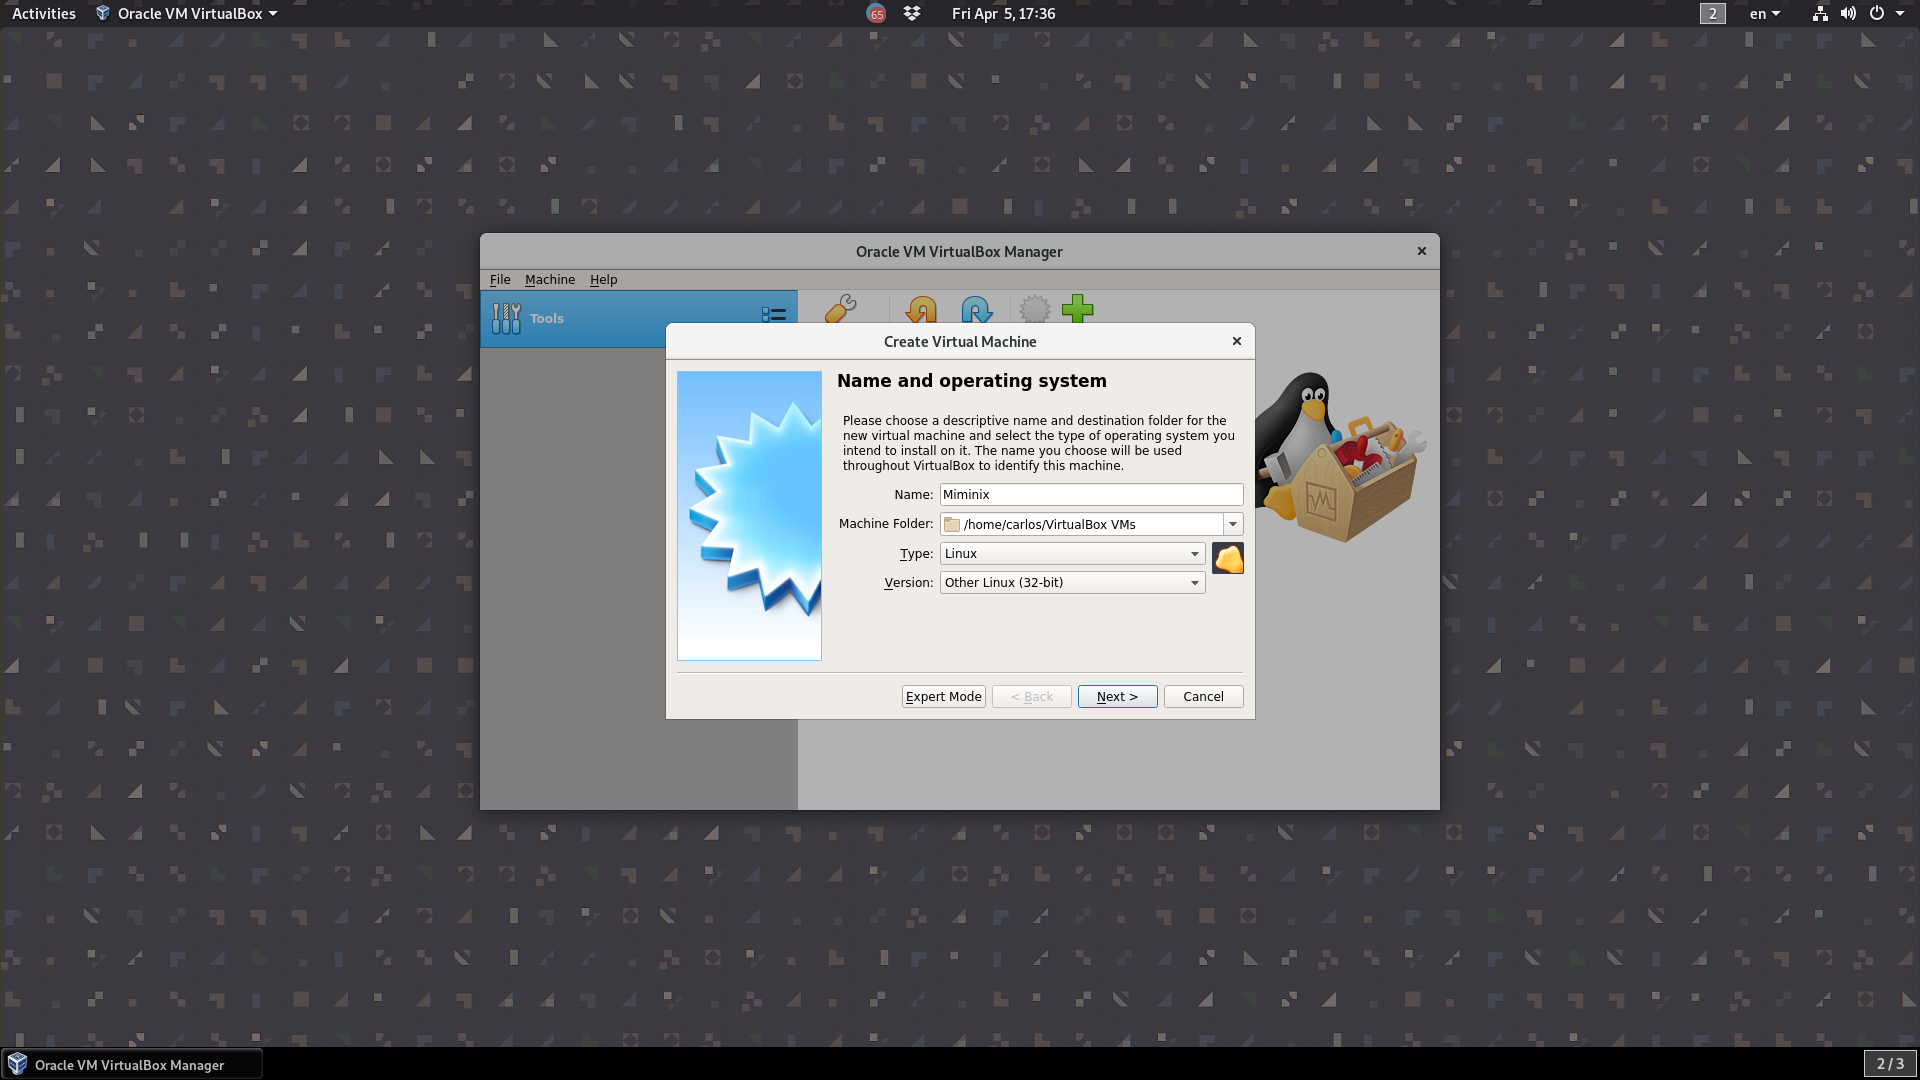 Activities
Oracle VM VirtualBox
65
Fri Apr 5, 17:36
2
en
Oracle VM VirtualBox Manager
File Machine Help
Tools
Create Virtual Machine
Name and operating system
Please choose a descriptive name and destination folder for the
new virtual machine and select the type of operating system you
intend to install on it. The name you choose will be used
throughout VirtualBox to identify this machine.
Name: Miminix
Machine Folder: /home/carlos/VirtualBox VMs
Type: Linux
Version: Other Linux (32-bit)
Expert Mode < Back Next > Cancel
Oracle VM VirtualBox Manager
2 / 3